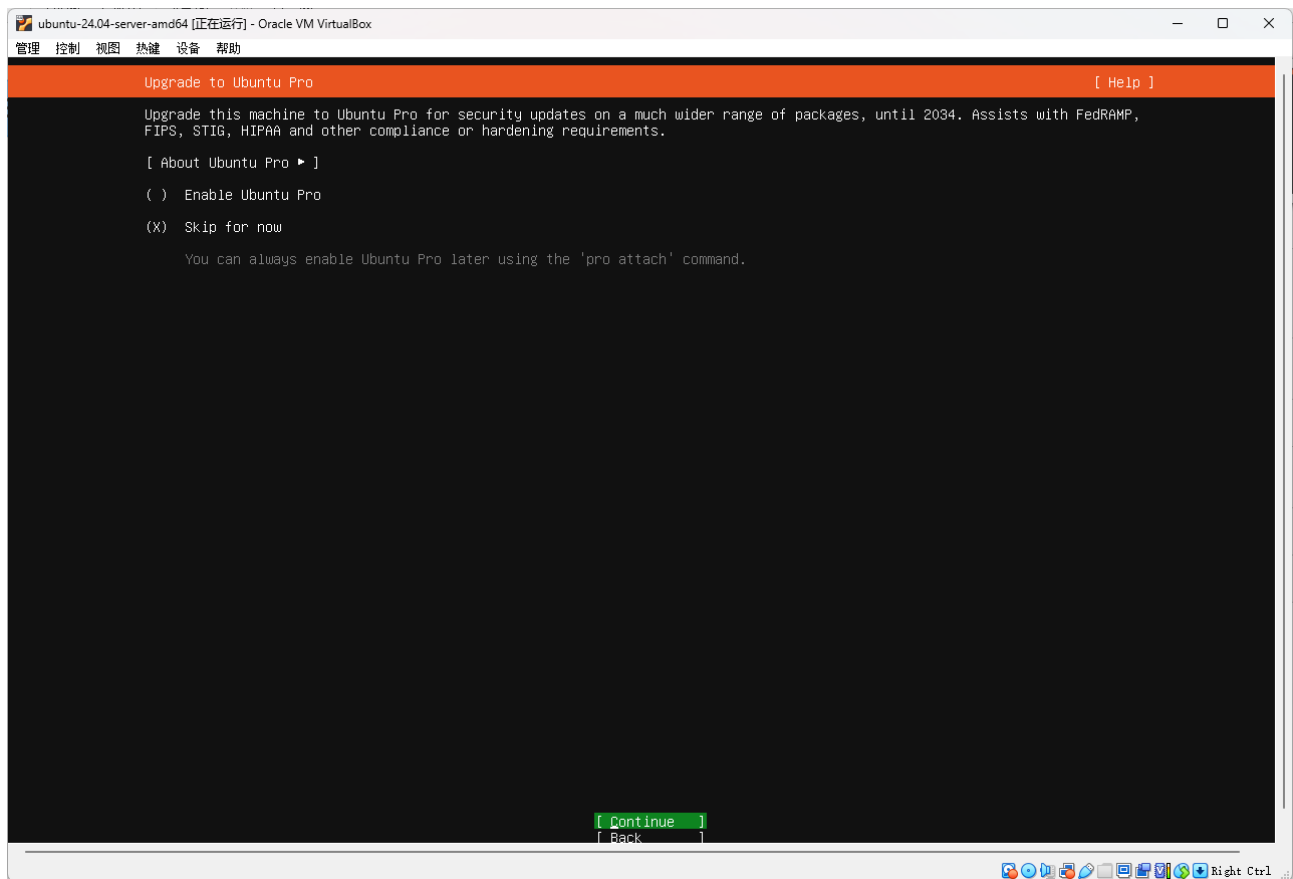 ubuntu-24.04-server-amd64 [正在运行] - Oracle VM VirtualBox
管理 控制 视图 热键 设备 帮助
Upgrade to Ubuntu Pro [ Help ]
Upgrade this machine to Ubuntu Pro for security updates on a much wider range of packages, until 2034. Assists with FedRAMP,
FIPS, STIG, HIPAA and other compliance or hardening requirements.
[ About Ubuntu Pro ▸ ]
( ) Enable Ubuntu Pro
(X) Skip for now
You can always enable Ubuntu Pro later using the 'pro attach' command.
[ Continue ]
[ Back ]
Right Ctrl